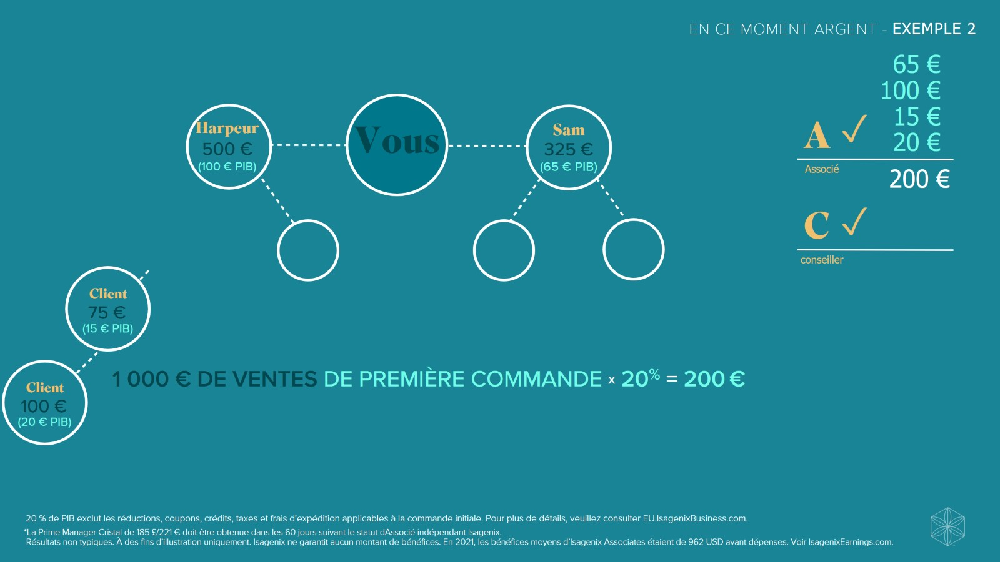 EN CE MOMENT ARGENT - EXEMPLE 2
65 €
100 €
15 €
20 €
A ✓
Associé
200 €
C ✓
conseiller
Harpeur
500 €
(100 € PIB)
Vous
Sam
325 €
(65 € PIB)
Client
75 €
(15 € PIB)
Client
100 €
(20 € PIB)
1 000 € DE VENTES DE PREMIÈRE COMMANDE x 20% = 200 €
20 % de PIB exclut les réductions, coupons, crédits, taxes et frais d'expédition applicables à la commande initiale. Pour plus de détails, veuillez consulter EU.IsagenixBusiness.com.
*La Prime Manager Cristal de 185 £/221 € doit être obtenue dans les 60 jours suivant le statut dAssocié indépendant Isagenix.
Résultats non typiques. À des fins d'illustration uniquement. Isagenix ne garantit aucun montant de bénéfices. En 2021, les bénéfices moyens d'Isagenix Associates étaient de 962 USD avant dépenses. Voir IsagenixEarnings.com.